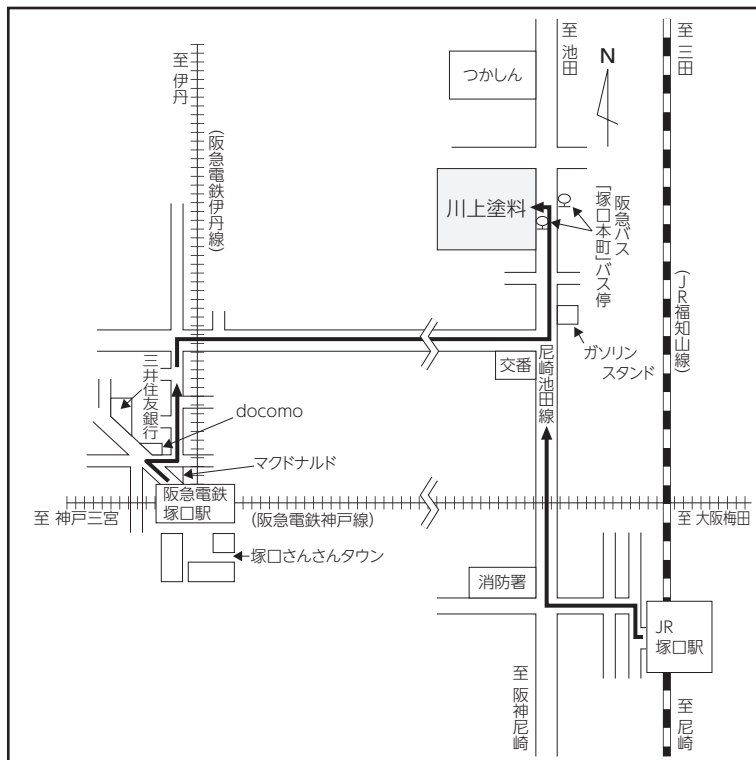 至 伊丹
(阪急電鉄伊丹線)
つかしん
至 池田
N
至 三田
川上塗料
阪急バス
「塚口本町」バス停
(JR福知山線)
ガソリン
スタンド
交番
尼崎池田線
三井住友銀行
docomo
マクドナルド
阪急電鉄
塚口駅
至 神戸三宮
(阪急電鉄神戸線)
至 大阪梅田
塚口さんさんタウン
消防署
JR
塚口駅
至 阪神尼崎
至 尼崎